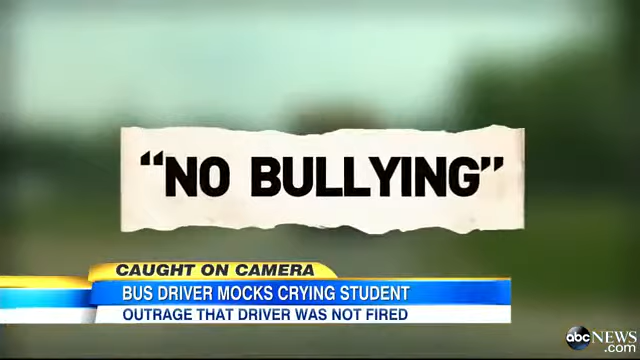 “NO BULLYING”
CAUGHT ON CAMERA
BUS DRIVER MOCKS CRYING STUDENT
OUTRAGE THAT DRIVER WAS NOT FIRED
abc NEWS
.com